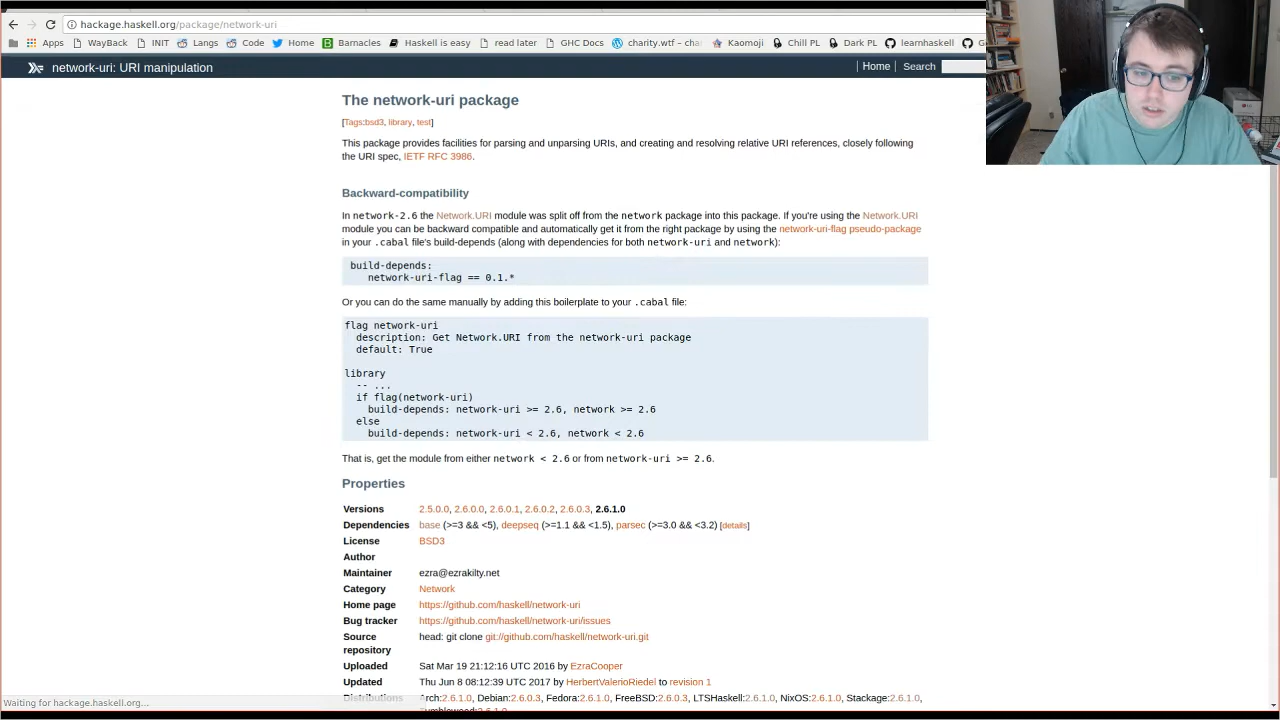 hackage.haskell.org/package/network-uri
Apps WayBack INIT Langs Code Home Barnacles Haskell is easy read later GHC Docs charity.wtf – cha Kaomoji Chill PL Dark PL learnhaskell
network-uri: URI manipulation Home Search
The network-uri package
[Tags:bsd3, library, test]
This package provides facilities for parsing and unparsing URIs, and creating and resolving relative URI references, closely following
the URI spec, IETF RFC 3986.
Backward-compatibility
In network-2.6 the Network.URI module was split off from the network package into this package. If you're using the Network.URI
module you can be backward compatible and automatically get it from the right package by using the network-uri-flag pseudo-package
in your .cabal file's build-depends (along with dependencies for both network-uri and network):
build-depends:
network-uri-flag == 0.1.*
Or you can do the same manually by adding this boilerplate to your .cabal file:
flag network-uri
description: Get Network.URI from the network-uri package
default: True
library
-- ...
if flag(network-uri)
build-depends: network-uri >= 2.6, network >= 2.6
else
build-depends: network-uri < 2.6, network < 2.6
That is, get the module from either network < 2.6 or from network-uri >= 2.6.
Properties
Versions 2.5.0.0, 2.6.0.0, 2.6.0.1, 2.6.0.2, 2.6.0.3, 2.6.1.0
Dependencies base (>=3 && <5), deepseq (>=1.1 && <1.5), parsec (>=3.0 && <3.2) [details]
License BSD3
Author
Maintainer ezra@ezrakilty.net
Category Network
Home page https://github.com/haskell/network-uri
Bug tracker https://github.com/haskell/network-uri/issues
Source head: git clone git://github.com/haskell/network-uri.git
repository
Uploaded Sat Mar 19 21:12:16 UTC 2016 by EzraCooper
Updated Thu Jun 8 08:12:39 UTC 2017 by HerbertValerioRiedel to revision 1
Distributions Arch:2.6.1.0, Debian:2.6.0.3, Fedora:2.6.1.0, FreeBSD:2.6.0.3, LTSHaskell:2.6.1.0, NixOS:2.6.1.0, Stackage:2.6.1.0,
Waiting for hackage.haskell.org...